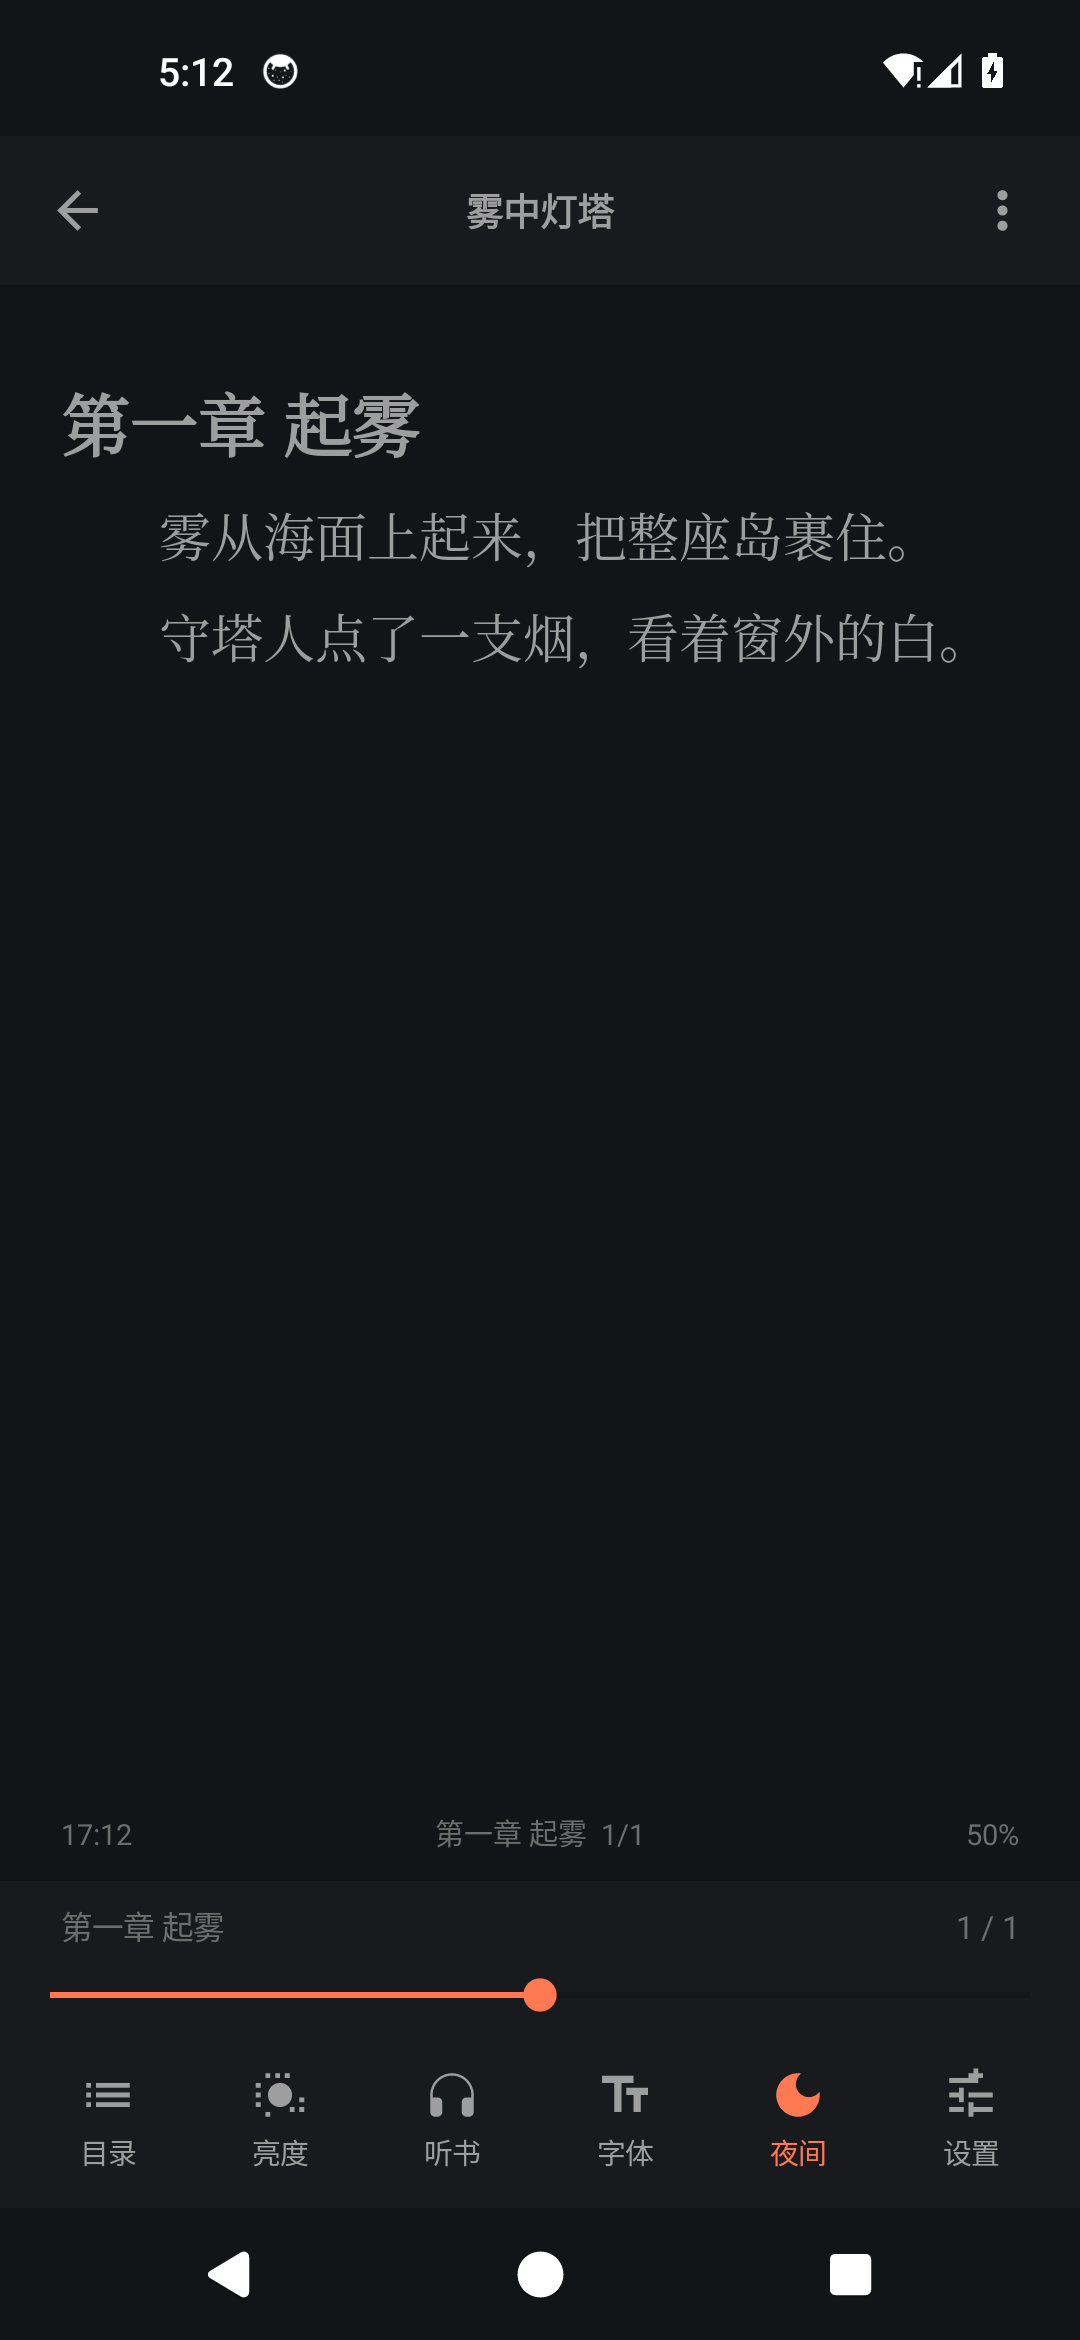 5:12
雾中灯塔
第一章 起雾
雾从海面上起来，把整座岛裹住。
守塔人点了一支烟，看着窗外的白。
17:12 第一章 起雾 1/1 50%
第一章 起雾 1 / 1
目录 亮度 听书 字体 夜间 设置